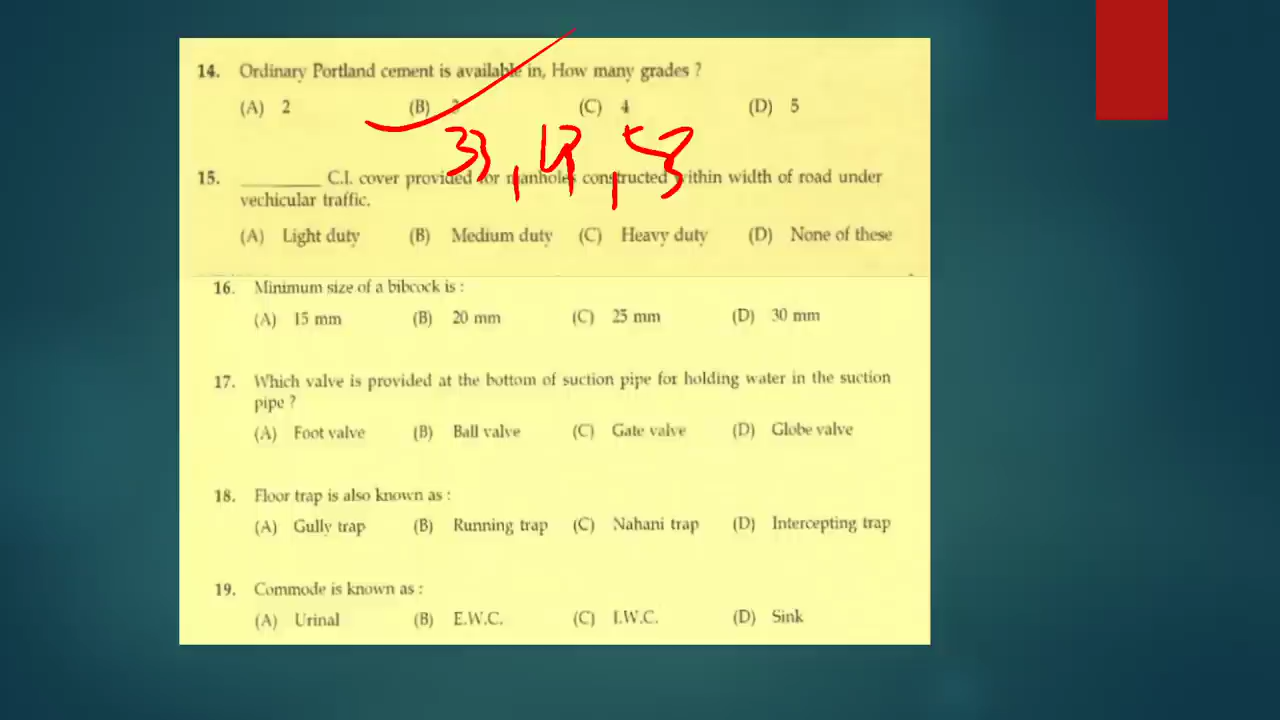 14. Ordinary Portland cement is available in, How many grades ?
(A) 2 (B) 3 (C) 4 (D) 5
33, 43, 53
15. ________ C.I. cover provided for manholes constructed within width of road under
vechicular traffic.
(A) Light duty (B) Medium duty (C) Heavy duty (D) None of these
16. Minimum size of a bibcock is :
(A) 15 mm (B) 20 mm (C) 25 mm (D) 30 mm
17. Which valve is provided at the bottom of suction pipe for holding water in the suction
pipe ?
(A) Foot valve (B) Ball valve (C) Gate valve (D) Globe valve
18. Floor trap is also known as :
(A) Gully trap (B) Running trap (C) Nahani trap (D) Intercepting trap
19. Commode is known as :
(A) Urinal (B) E.W.C. (C) I.W.C. (D) Sink